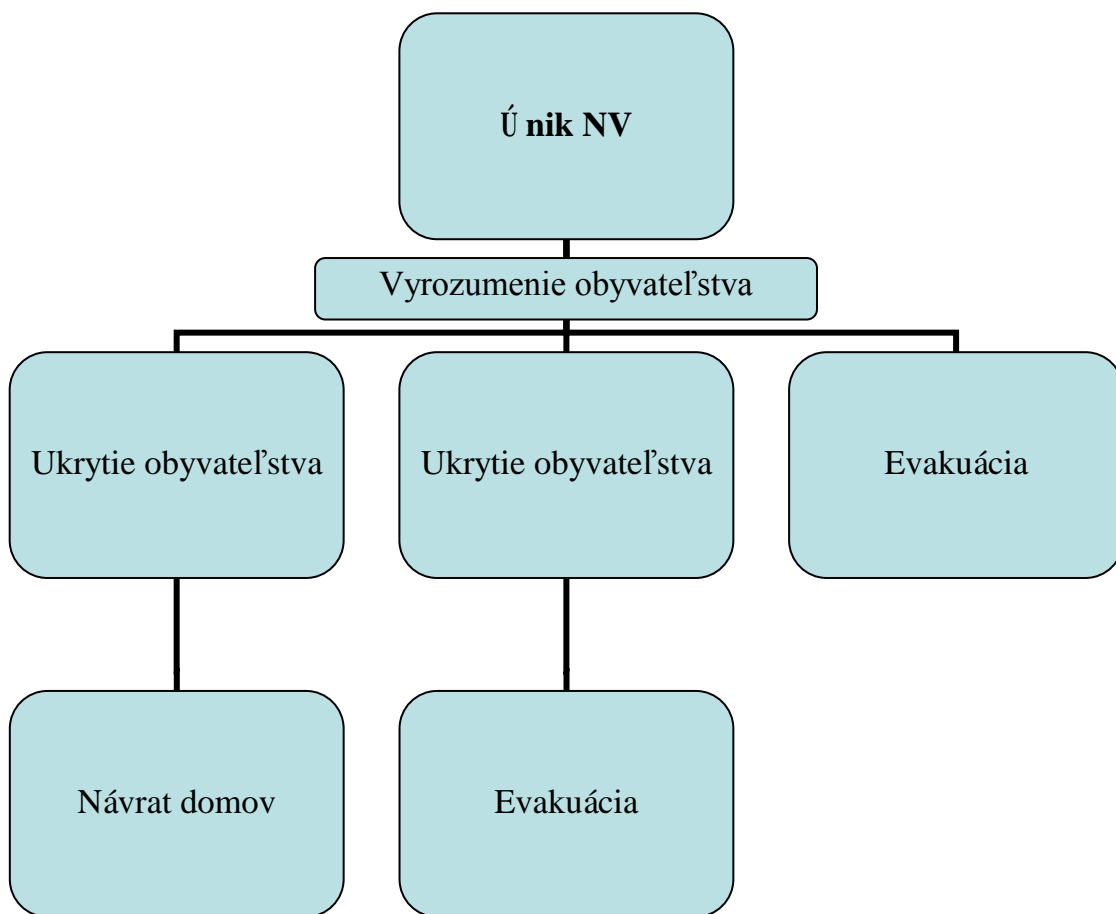 Ú nik NV
Vyrozumenie obyvateľstva
Ukrytie obyvateľstva
Ukrytie obyvateľstva
Evakuácia
Návrat domov
Evakuácia